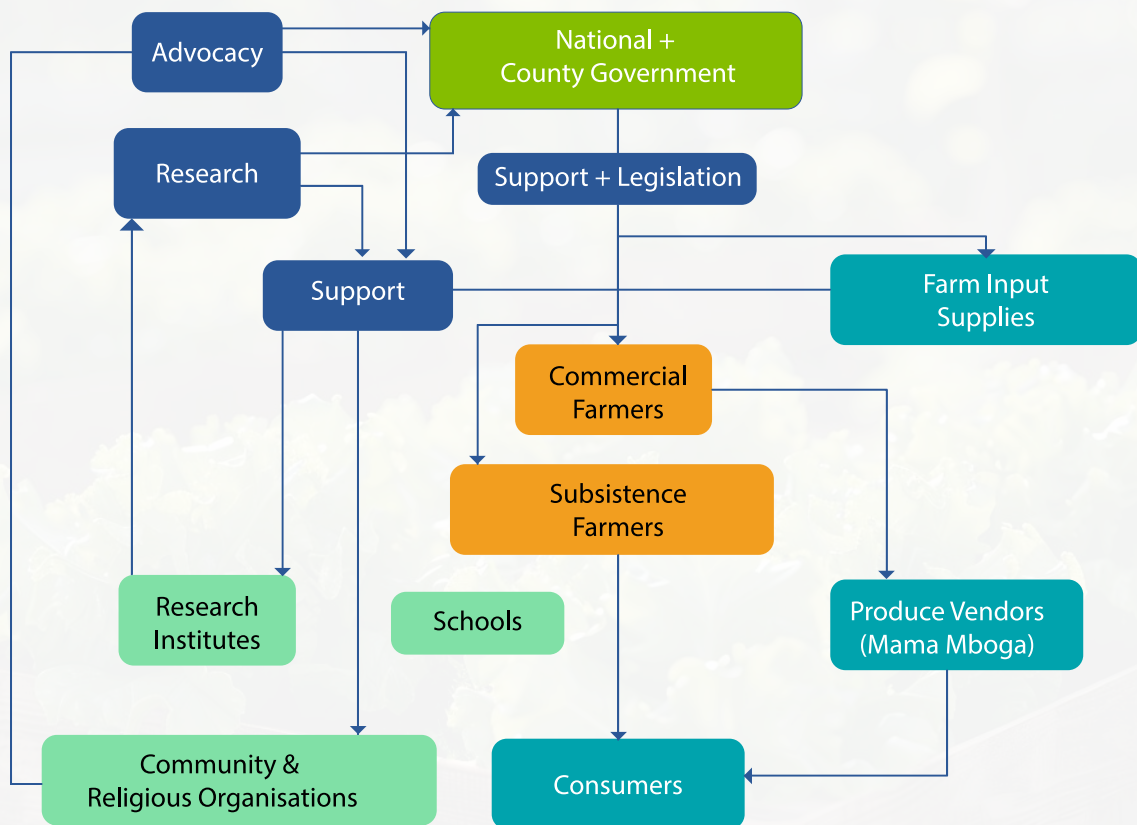 Advocacy
National +
County Government
Research
Support + Legislation
Support
Farm Input
Supplies
Commercial
Farmers
Subsistence
Farmers
Research
Institutes
Schools
Produce Vendors
(Mama Mboga)
Community &
Religious Organisations
Consumers